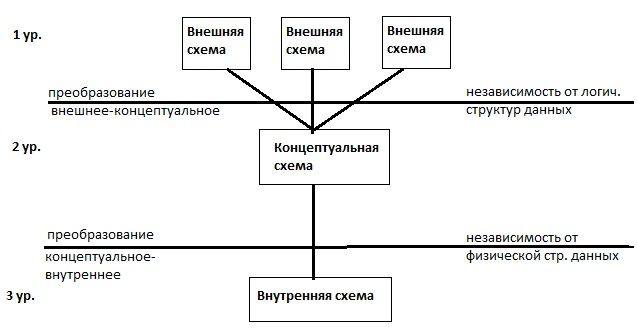 1 ур.
Внешняя
схема
Внешняя
схема
Внешняя
схема
преобразование
внешнее-концептуальное
независимость от логич.
структур данных
2 ур.
Концептуальная
схема
преобразование
концептуальное-
внутреннее
независимость от
физической стр. данных
3 ур.
Внутренняя схема